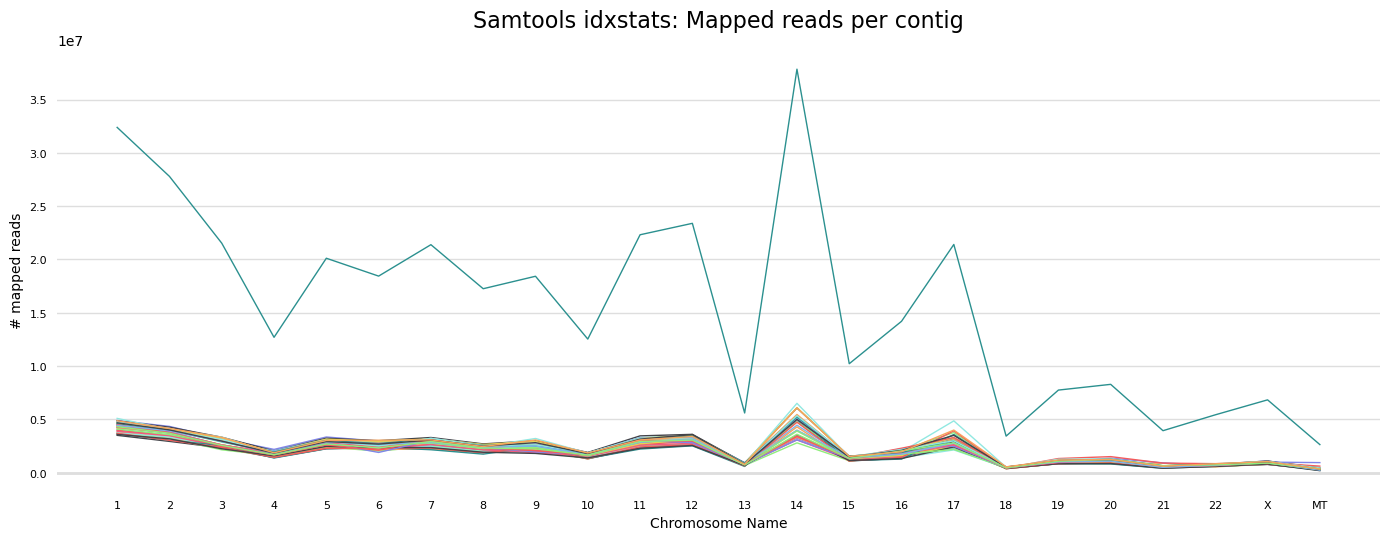 Samtools idxstats: Mapped reads per contig
1e7
3.5
3.0
2.5
2.0
1.5
1.0
0.5
0.0
# mapped reads
1 2 3 4 5 6 7 8 9 10 11 12 13 14 15 16 17 18 19 20 21 22 X MT
Chromosome Name